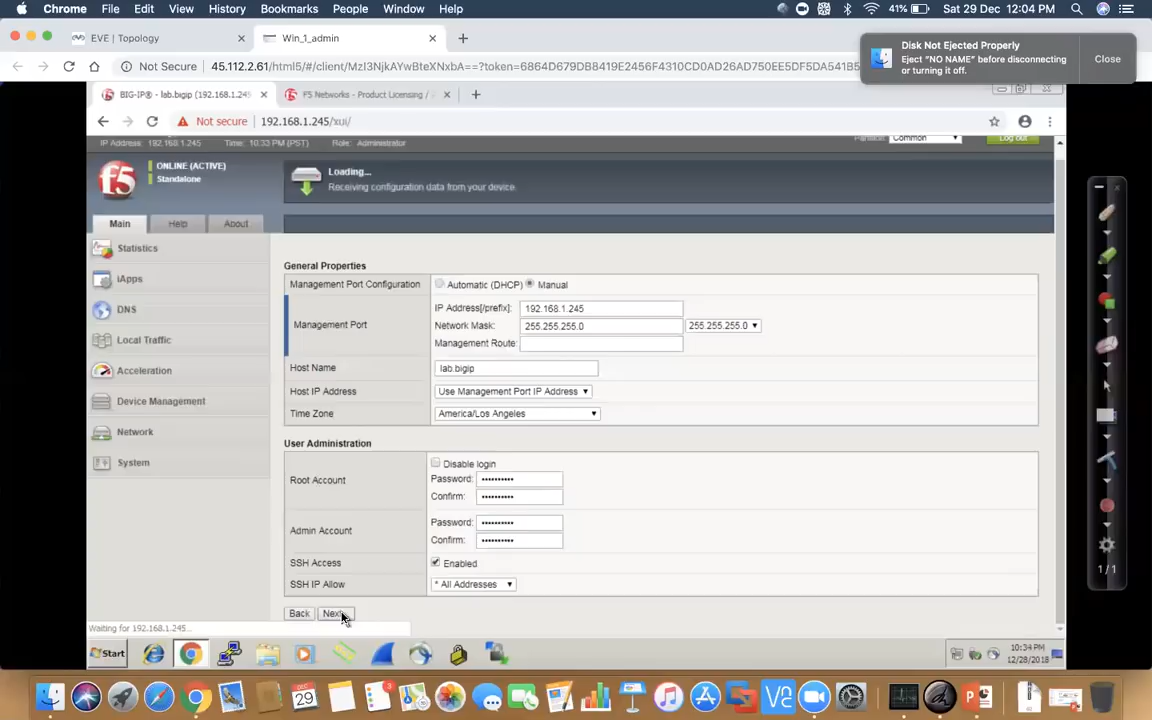 Chrome File Edit View History Bookmarks People Window Help 41% Sat 29 Dec 12:04 PM
EVE | Topology
Win_1_admin
Disk Not Ejected Properly
Eject "NO NAME" before disconnecting
or turning it off.
Close
Not Secure 45.112.2.61/html5/#/client/MzI3NjkAYwBteXNxbA==?token=6864D679DB8419E2456F4310CD0AD26AD750EE5DF5DA541B5
BIG-IP® - lab.bigip (192.168.1.245
F5 Networks - Product Licensing /
Not secure 192.168.1.245/xui/
IP Address: 192.168.1.245 Time: 10:33 PM (PST) Role: Administrator
Partition: Common Log out
f5
ONLINE (ACTIVE)
Standalone
Loading...
Receiving configuration data from your device.
Main Help About
Statistics
iApps
DNS
Local Traffic
Acceleration
Device Management
Network
System
General Properties
Management Port Configuration Automatic (DHCP) Manual
Management Port
IP Address[/prefix]: 192.168.1.245
Network Mask: 255.255.255.0 255.255.255.0
Management Route:
Host Name lab.bigip
Host IP Address Use Management Port IP Address
Time Zone America/Los Angeles
User Administration
Root Account
Disable login
Password: ••••••••••
Confirm: ••••••••••
Admin Account
Password: ••••••••••
Confirm: ••••••••••
SSH Access Enabled
SSH IP Allow * All Addresses
Back Next...
Waiting for 192.168.1.245...
1/1
Start
10:34 PM
12/28/2018
DEC
29
3
VE